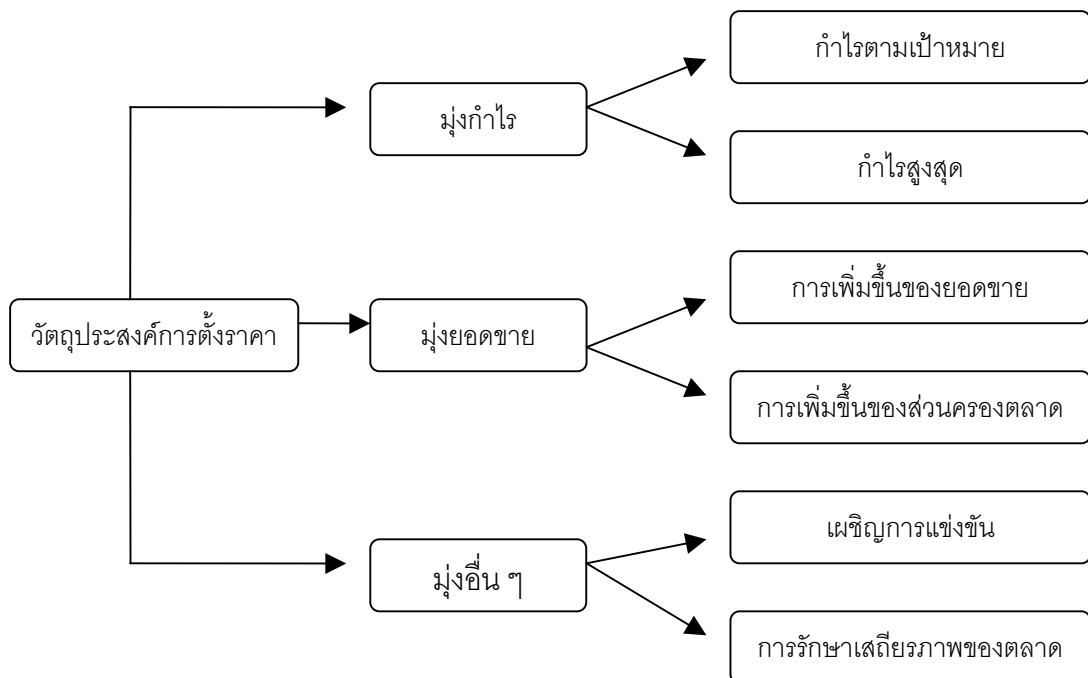 กำไรตามเป้าหมาย
มุ่งกำไร
กำไรสูงสุด
การเพิ่มขึ้นของยอดขาย
วัตถุประสงค์การตั้งราคา
มุ่งยอดขาย
การเพิ่มขึ้นของส่วนครองตลาด
เผชิญการแข่งขัน
มุ่งอื่น ๆ
การรักษาเสถียรภาพของตลาด